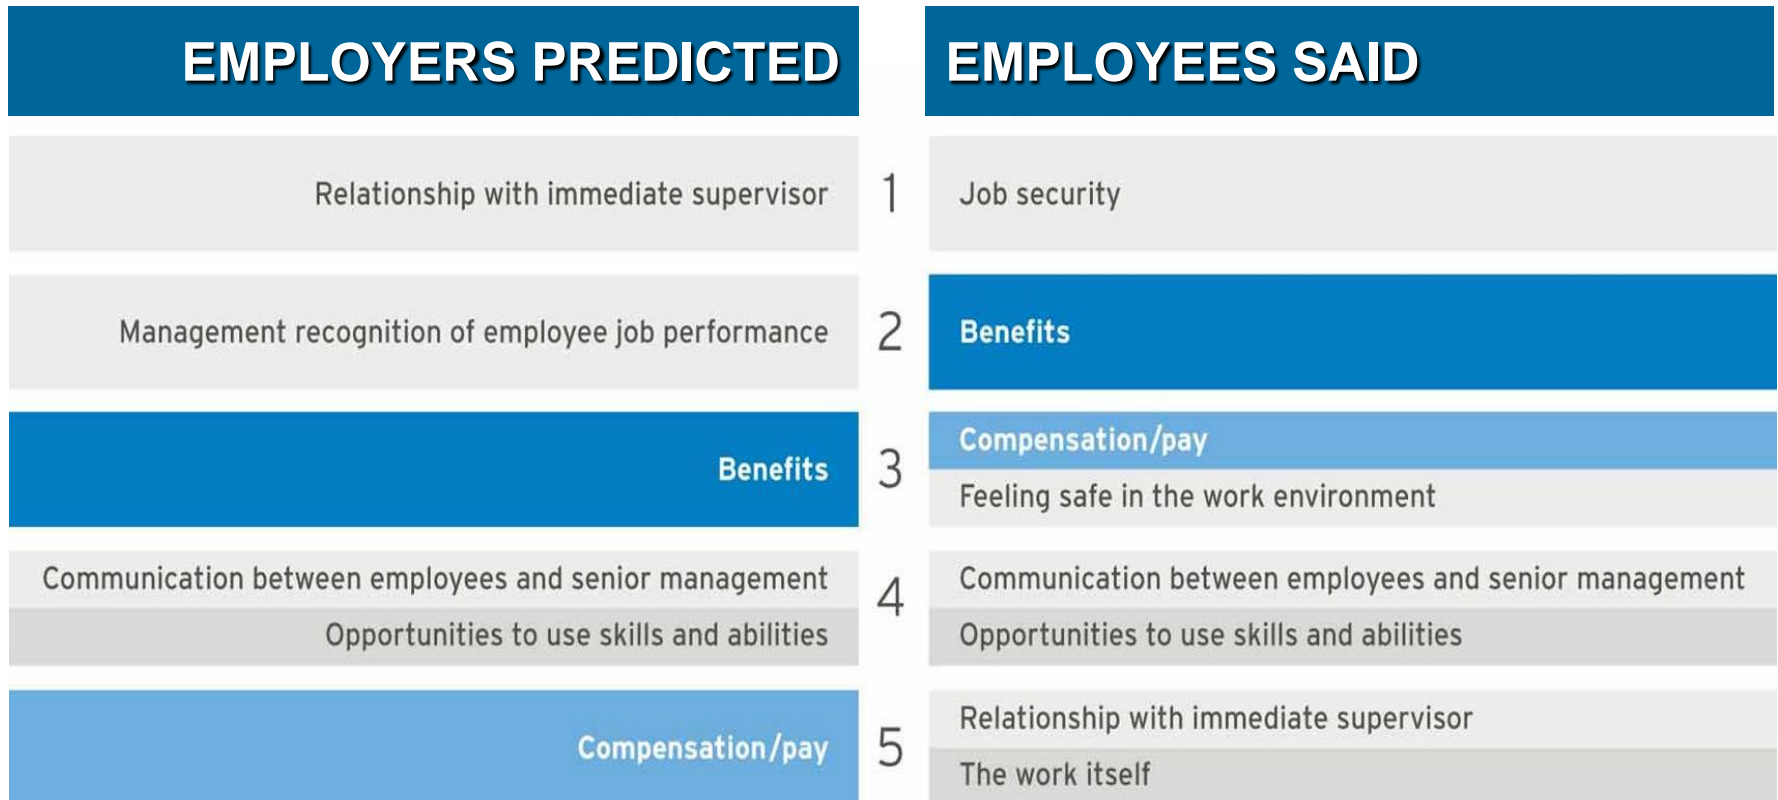 EMPLOYERS PREDICTED
EMPLOYEES SAID
Relationship with immediate supervisor
1
Job security
Management recognition of employee job performance
2
Benefits
Benefits
3
Compensation/pay
Feeling safe in the work environment
Communication between employees and senior management
Opportunities to use skills and abilities
4
Communication between employees and senior management
Opportunities to use skills and abilities
Compensation/pay
5
Relationship with immediate supervisor
The work itself